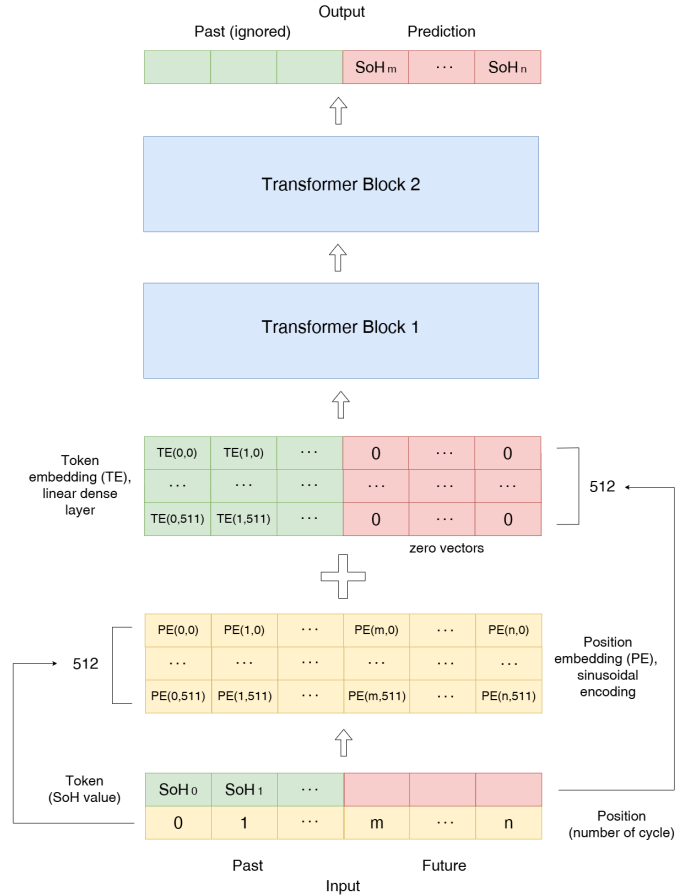 Output
Past (ignored) Prediction
SoH m ··· SoH n
Transformer Block 2
Transformer Block 1
Token
embedding (TE),
linear dense
layer
TE(0,0) TE(1,0) ··· 0 ··· 0
··· ··· ··· ··· ··· ···
TE(0,511) TE(1,511) ··· 0 ··· 0
512
zero vectors
512
PE(0,0) PE(1,0) ··· PE(m,0) ··· PE(n,0)
··· ··· ··· ··· ··· ···
PE(0,511) PE(1,511) ··· PE(m,511) ··· PE(n,511)
Position
embedding (PE),
sinusoidal
encoding
Token
(SoH value)
SoH 0 SoH 1 ···
0 1 ··· m ··· n
Position
(number of cycle)
Past Future
Input